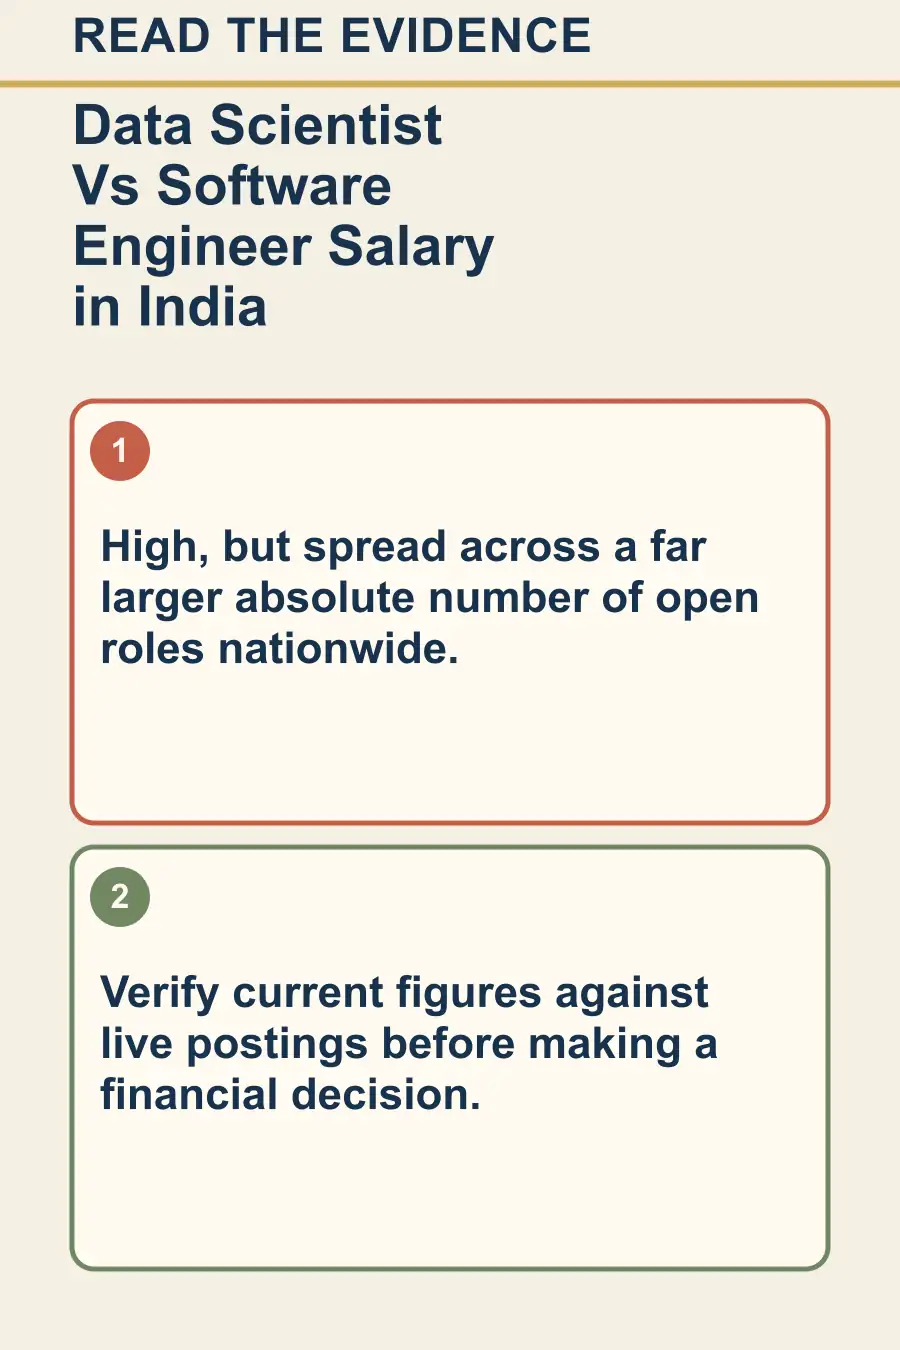 READ THE EVIDENCE
Data Scientist
Vs Software
Engineer Salary
in India
1
High, but spread across a far
larger absolute number of open
roles nationwide.
2
Verify current figures against
live postings before making a
financial decision.